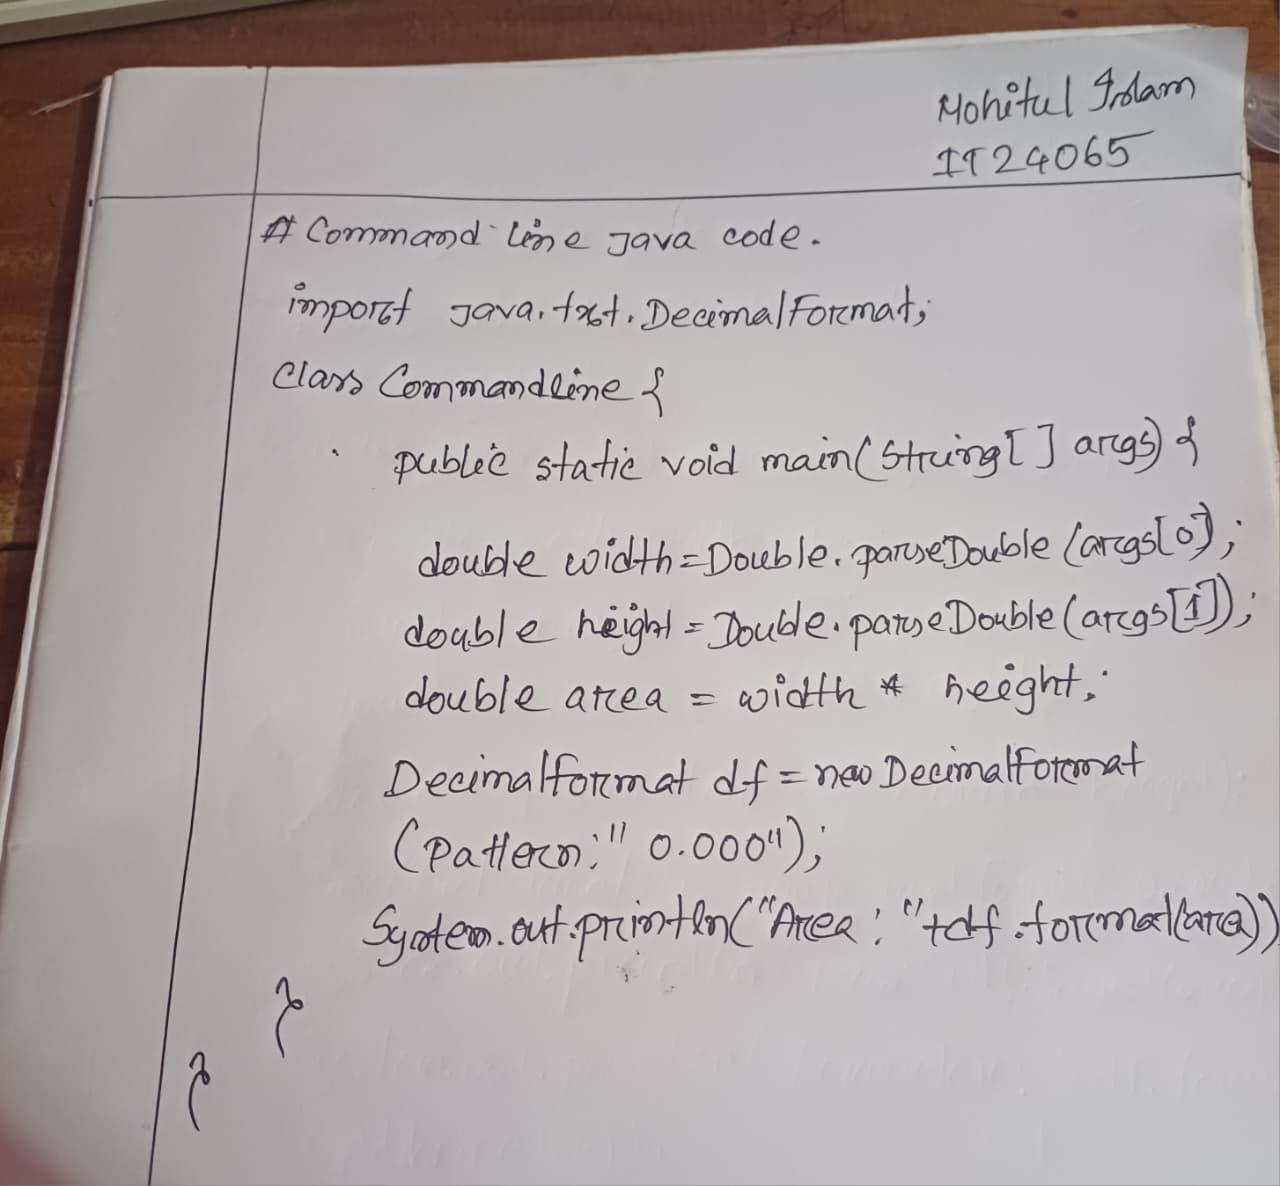 Mohitul Islam
IT24065
# Command line java code.
import java.txt.DecimalFormat;
class Commandline {
public static void main(String[] args) {
double width=Double.parseDouble(args[0);
double height=Double.parseDouble(args[1]);
double area = width * height;
DecimalFormat df = new DecimalFormat
(Pattern:"0.000");
System.out.println("Area: "+df.format(area))
}
}